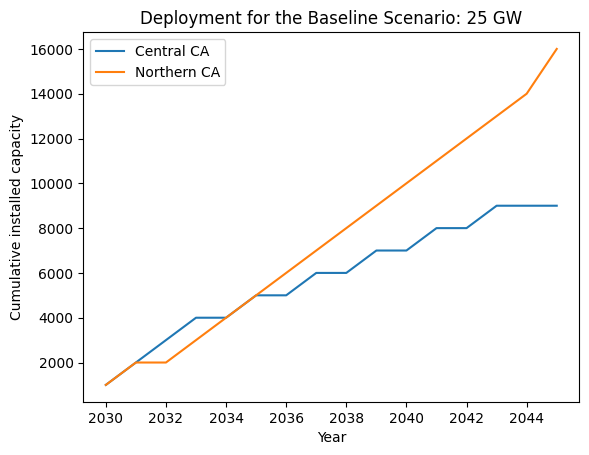 Deployment for the Baseline Scenario: 25 GW
Central CA
Northern CA
Cumulative installed capacity
16000
14000
12000
10000
8000
6000
4000
2000
2030 2032 2034 2036 2038 2040 2042 2044
Year